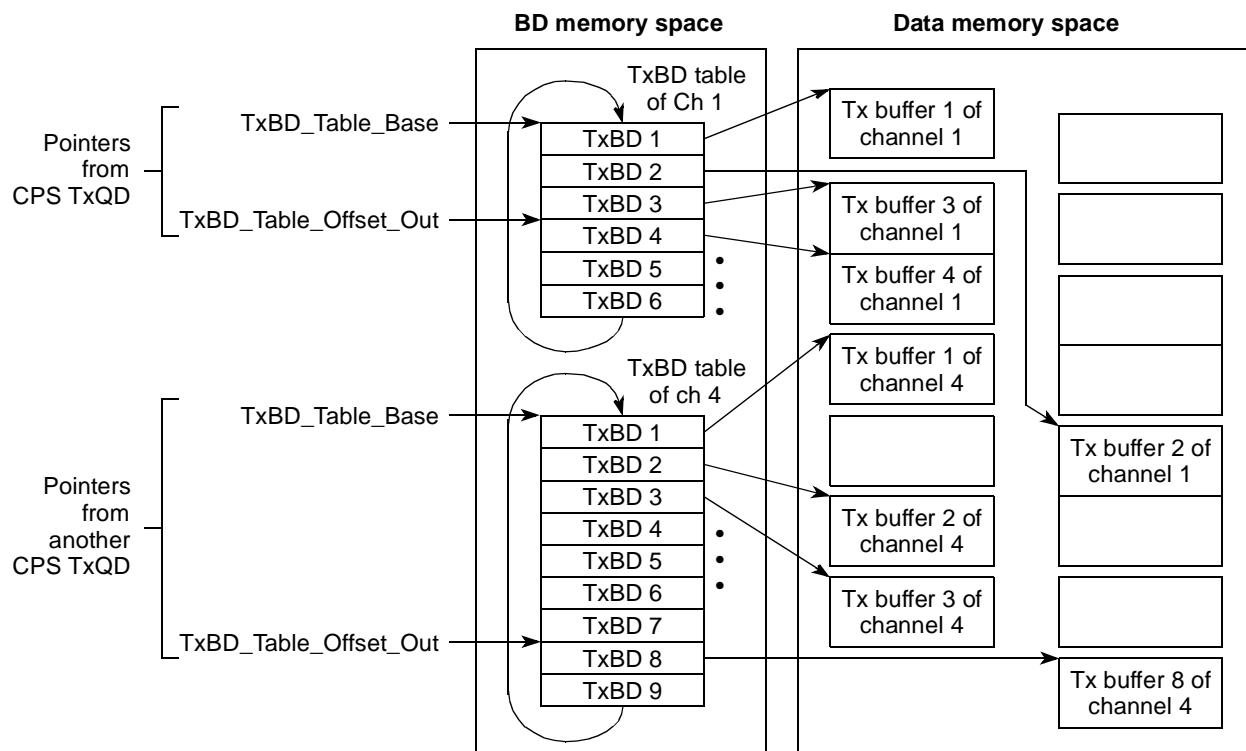 BD memory space
Data memory space
TxBD table
of Ch 1
Pointers
from
CPS TxQD
TxBD_Table_Base
TxBD_Table_Offset_Out
TxBD 1
TxBD 2
TxBD 3
TxBD 4
TxBD 5
TxBD 6
Tx buffer 1 of
channel 1
Tx buffer 3 of
channel 1
Tx buffer 4 of
channel 1
TxBD table
of ch 4
Pointers
from
another
CPS TxQD
TxBD_Table_Base
TxBD_Table_Offset_Out
TxBD 1
TxBD 2
TxBD 3
TxBD 4
TxBD 5
TxBD 6
TxBD 7
TxBD 8
TxBD 9
Tx buffer 1 of
channel 4
Tx buffer 2 of
channel 4
Tx buffer 3 of
channel 4
Tx buffer 2 of
channel 1
Tx buffer 8 of
channel 4